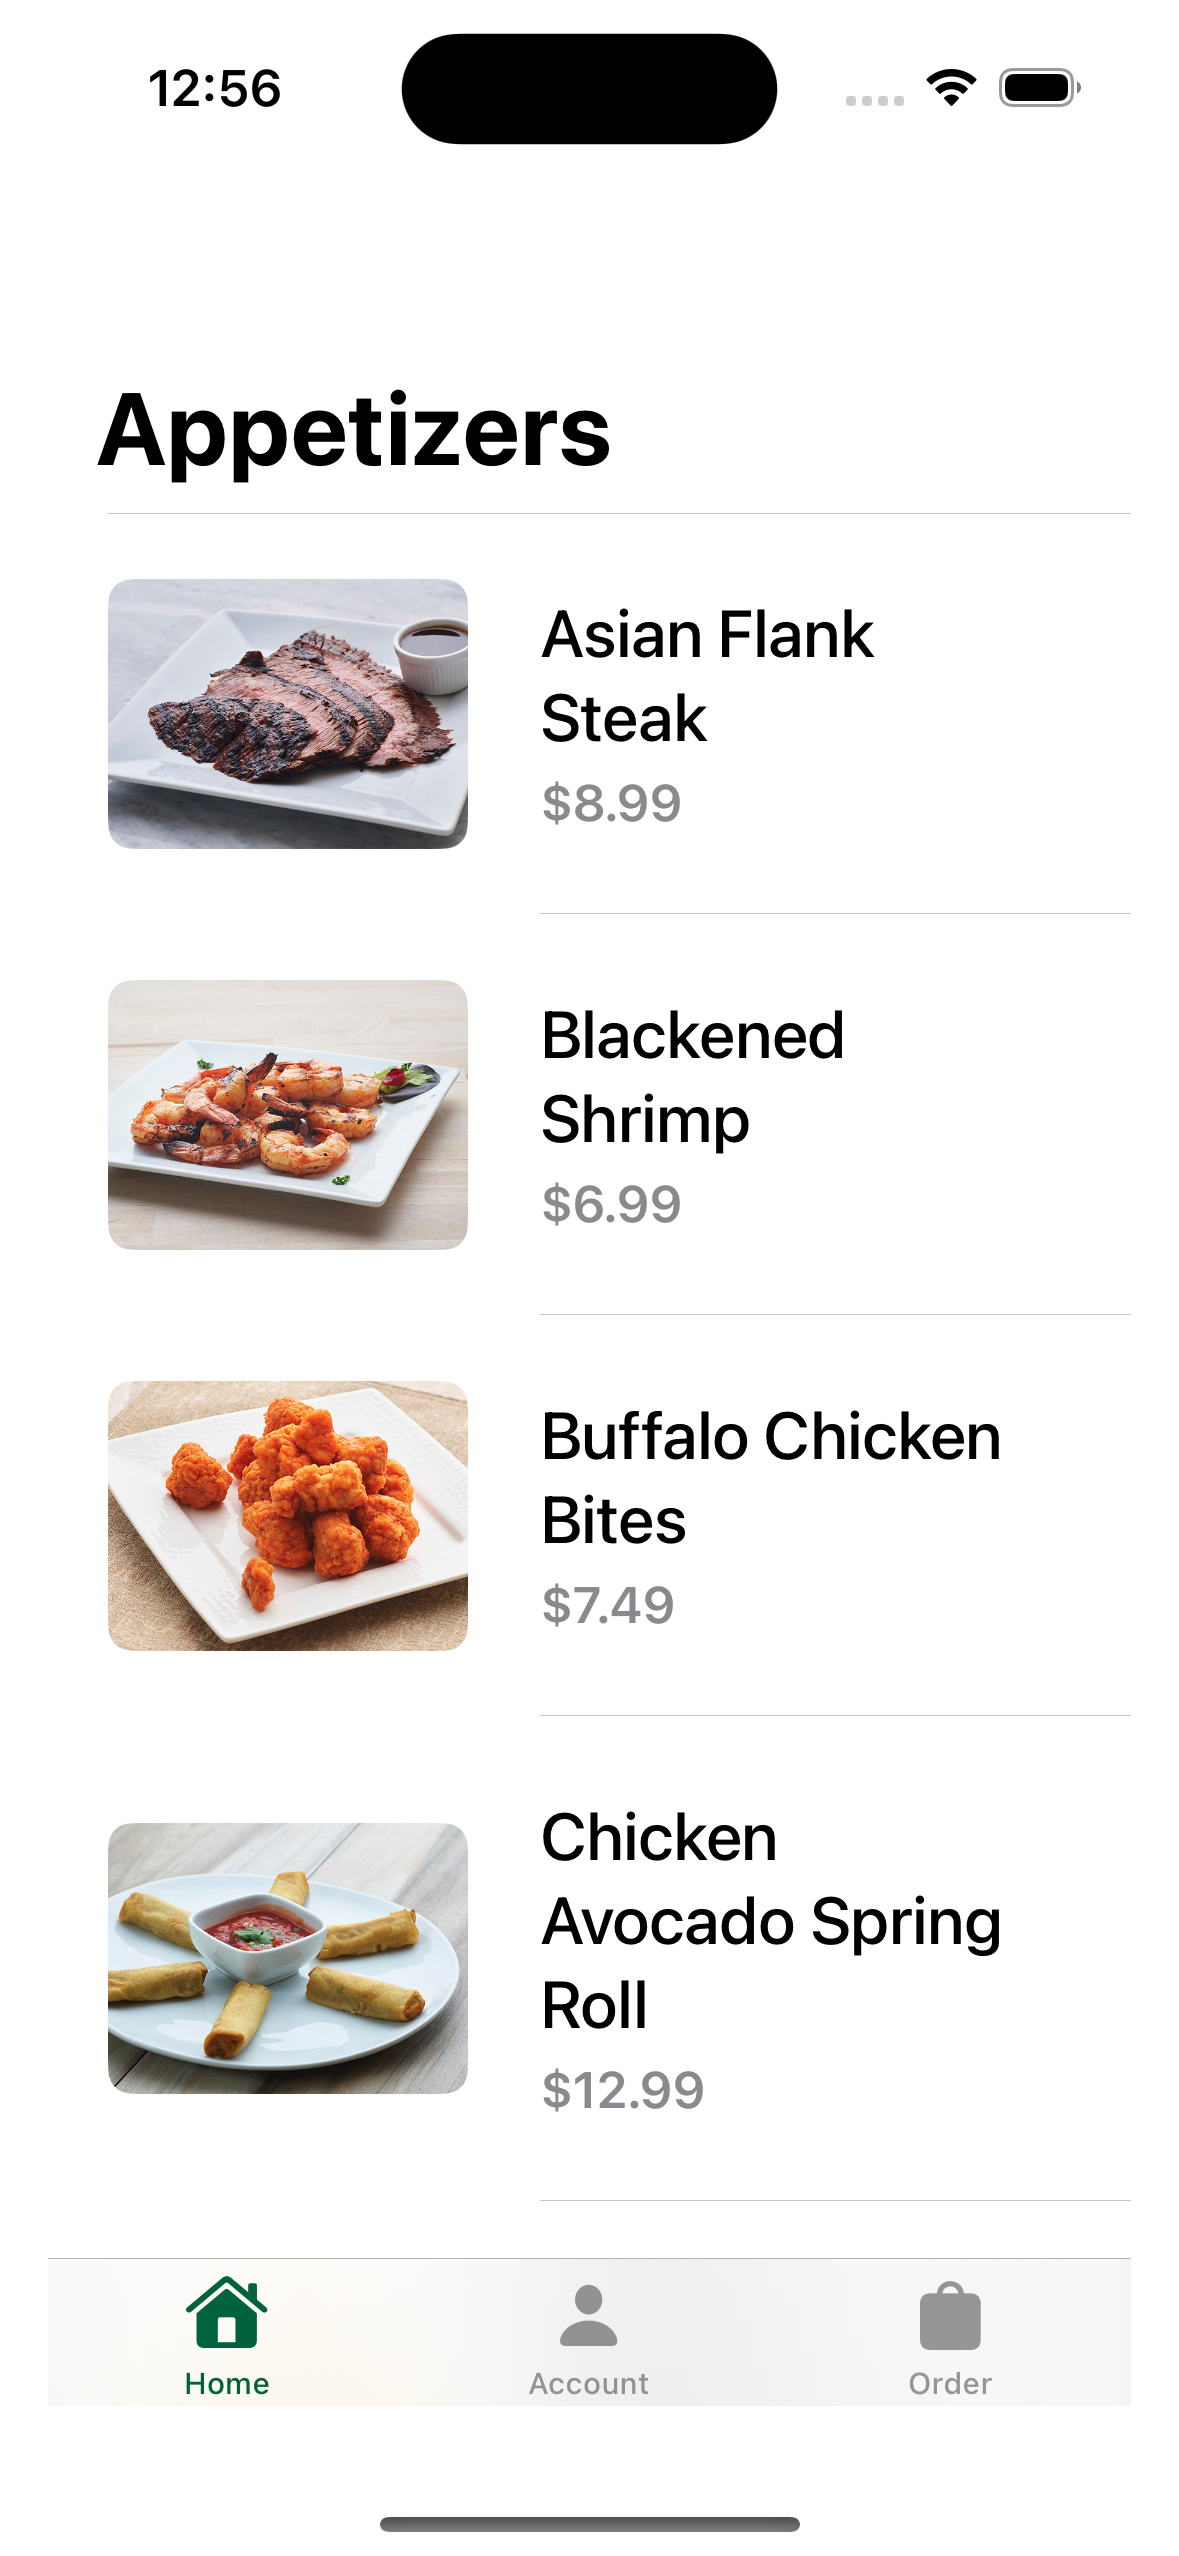 12:56
Appetizers
Asian Flank
Steak
$8.99
Blackened
Shrimp
$6.99
Buffalo Chicken
Bites
$7.49
Chicken
Avocado Spring
Roll
$12.99
Home
Account
Order